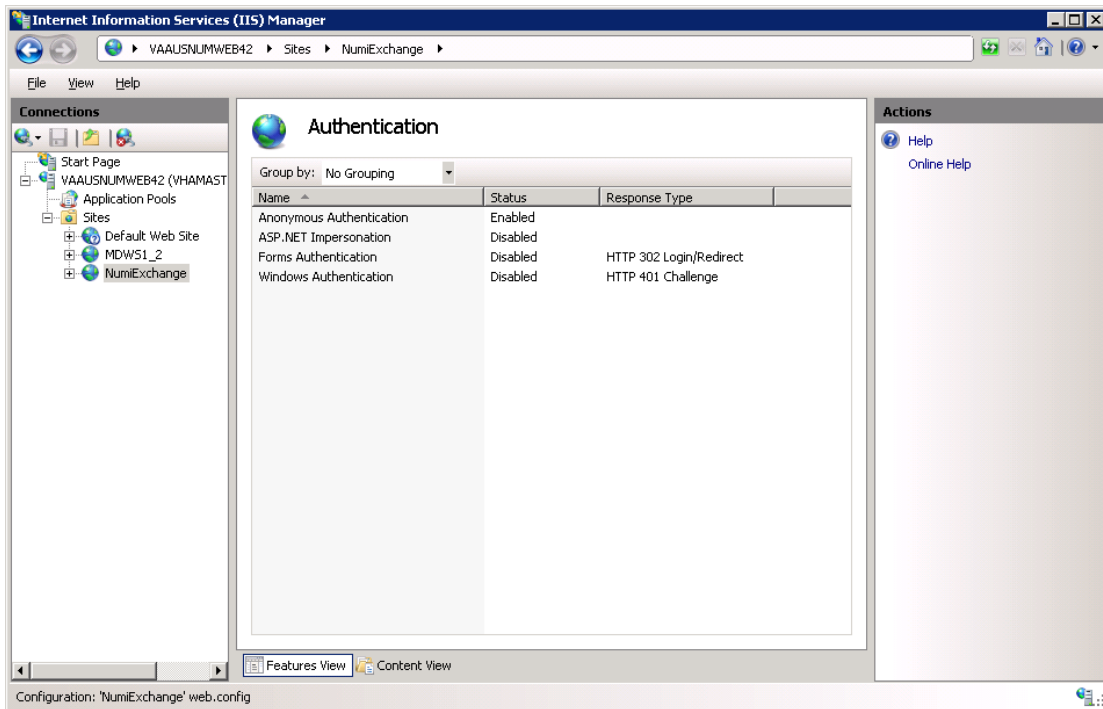 Internet Information Services (IIS) Manager
VAAUSNUMWEB42 Sites NumiExchange
File View Help
Connections
Start Page
VAAUSNUMWEB42 (VHAMAST
Application Pools
Sites
Default Web Site
MDWS1_2
NumiExchange
Authentication
Group by: No Grouping
Name Status Response Type
Anonymous Authentication Enabled
ASP.NET Impersonation Disabled
Forms Authentication Disabled HTTP 302 Login/Redirect
Windows Authentication Disabled HTTP 401 Challenge
Features View Content View
Actions
Help
Online Help
Configuration: 'NumiExchange' web.config